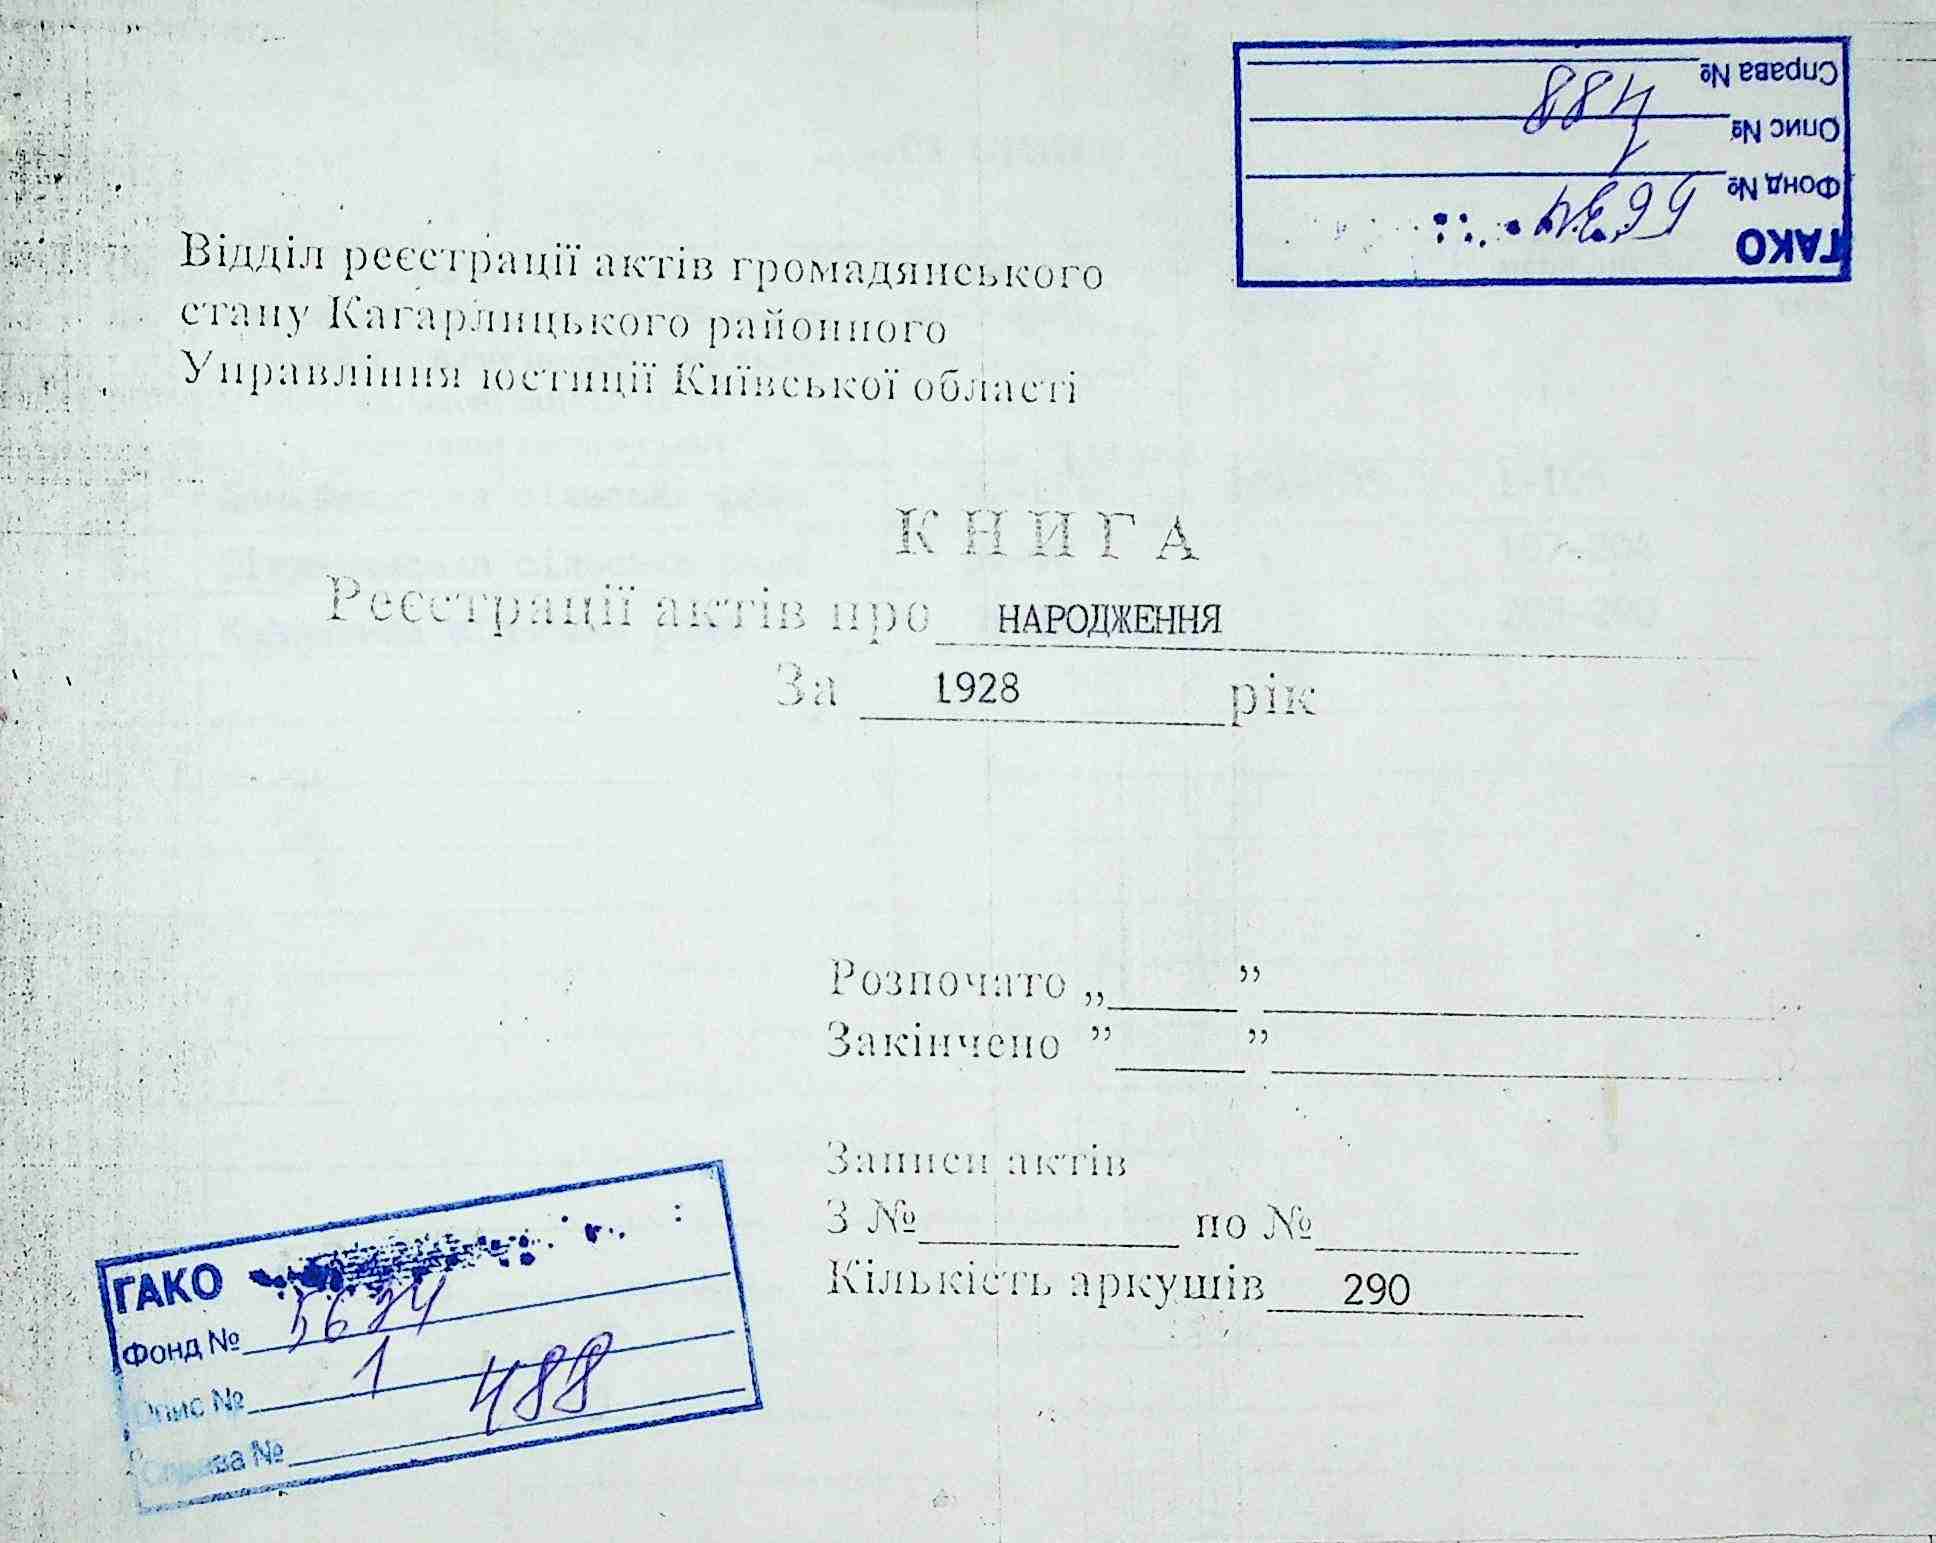 ГАКО
Фонд № 5634
Опис № 1
Справа № 488
Відділ реєстрації актів громадянського
стану Кагарлицького районного
Управління юстиції Київської області
КНИГА
Реєстрації актів про НАРОДЖЕННЯ
За 1928 рік
Розпочато „ ”
Закінчено ” ”
Записи актів
З № по №
Кількість аркушів 290
ГАКО
Фонд № 5634
Опис № 1
Справа № 488